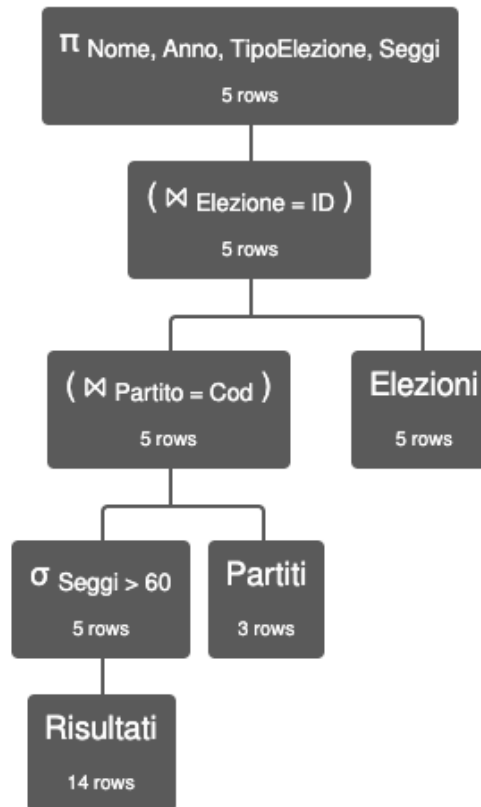 π Nome, Anno, TipoElezione, Seggi
5 rows
( ⋈ Elezione = ID )
5 rows
( ⋈ Partito = Cod )
5 rows
Elezioni
5 rows
σ Seggi > 60
5 rows
Partiti
3 rows
Risultati
14 rows